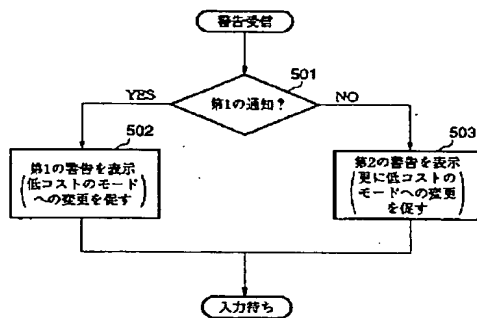 警告受信
501
第1の通知?
YES
NO
502
503
第1の警告を表示
(低コストのモード
への変更を促す)
第2の警告を表示
(更に低コストの
モードへの変更
を促す)
入力待ち